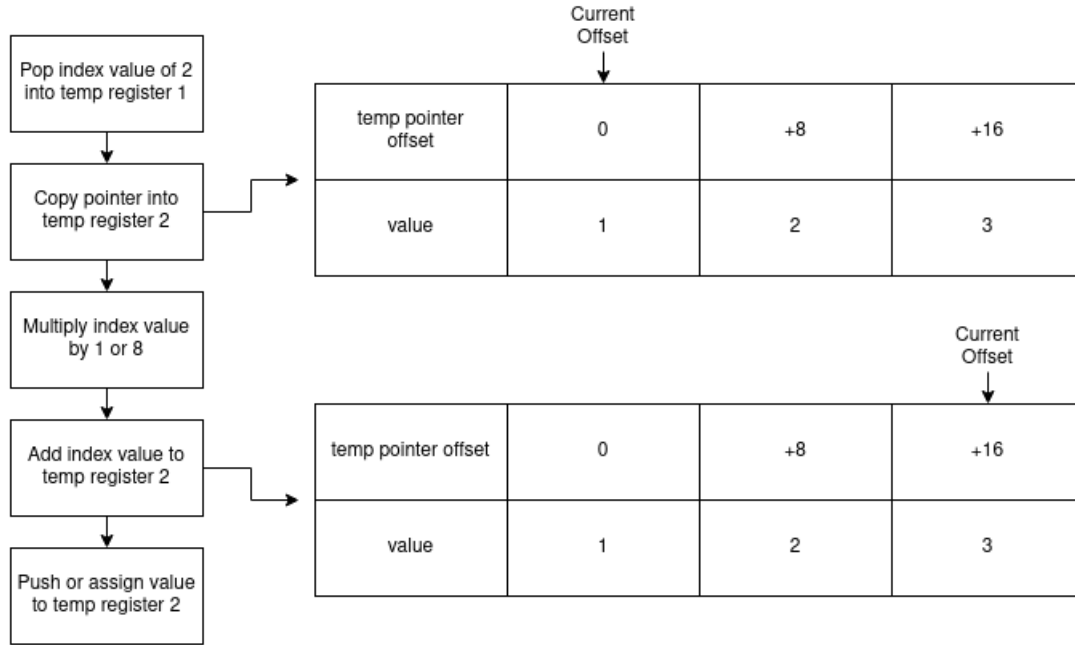 Pop index value of 2
into temp register 1
Copy pointer into
temp register 2
Multiply index value
by 1 or 8
Add index value to
temp register 2
Push or assign value
to temp register 2
Current
Offset
temp pointer
offset
0
+8
+16
value
1
2
3
Current
Offset
temp pointer offset
0
+8
+16
value
1
2
3